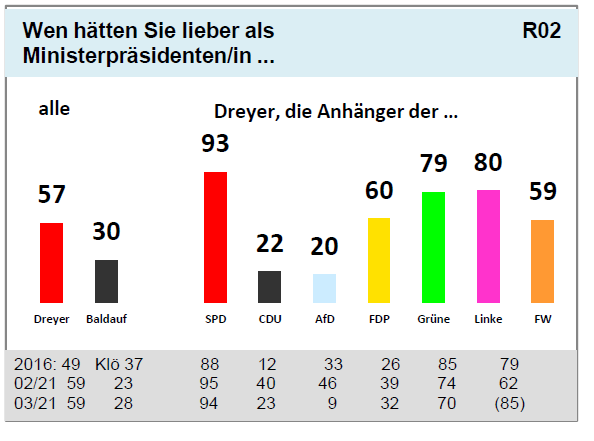 Wen hätten Sie lieber als R02
Ministerpräsidenten/in ...
alle Dreyer, die Anhänger der ...
57 30 93 22 20 60 79 80 59
Dreyer Baldauf SPD CDU AfD FDP Grüne Linke FW
2016: 49 Klö 37 88 12 33 26 85 79
02/21 59 23 95 40 46 39 74 62
03/21 59 28 94 23 9 32 70 (85)